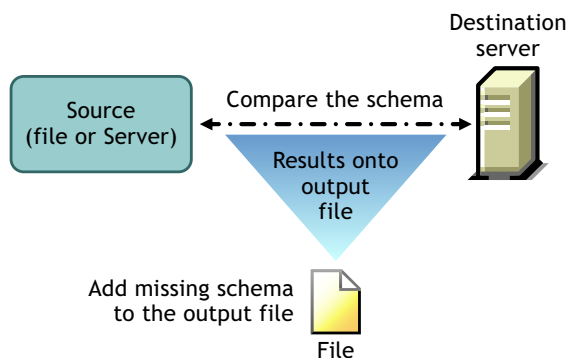 Destination
server
Source
(file or Server)
Compare the schema
Results onto
output
file
Add missing schema
to the output file
File